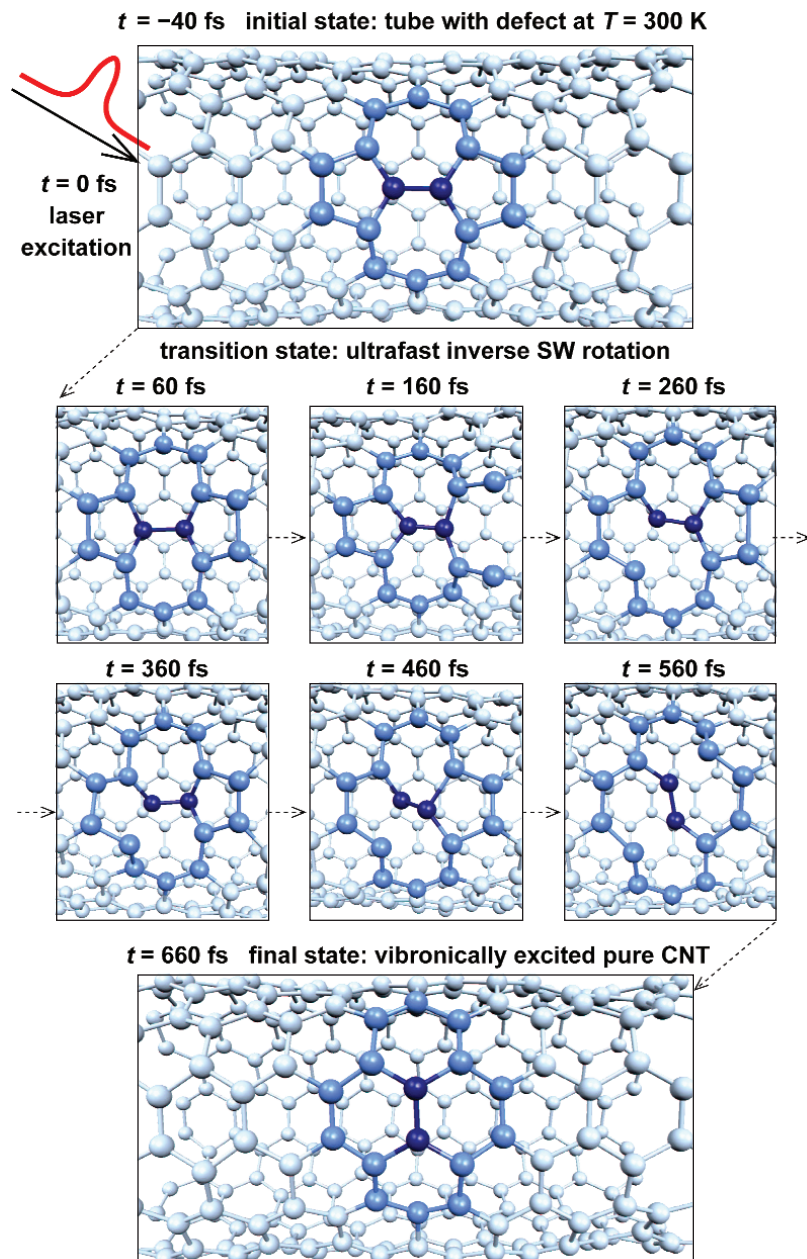 t = −40 fs initial state: tube with defect at T = 300 K
t = 0 fs
laser
excitation
transition state: ultrafast inverse SW rotation
t = 60 fs
t = 160 fs
t = 260 fs
t = 360 fs
t = 460 fs
t = 560 fs
t = 660 fs final state: vibronically excited pure CNT